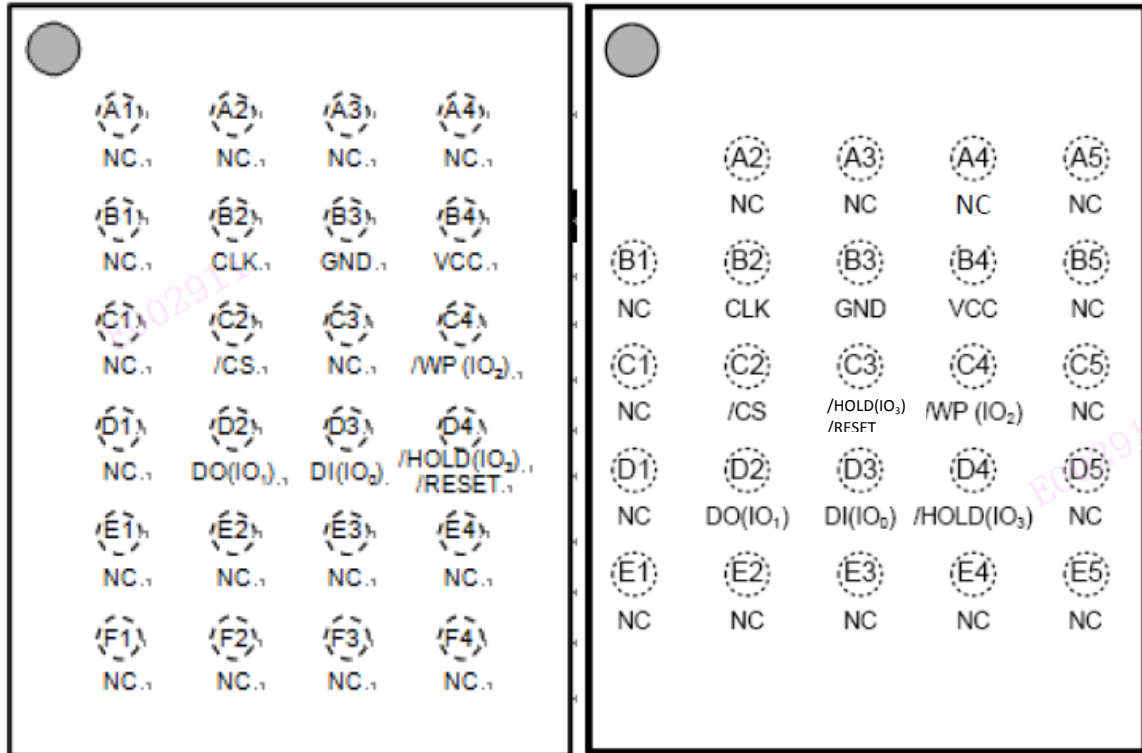 A1 A2 A3 A4
NC NC NC NC
B1 B2 B3 B4
NC CLK GND VCC
C1 C2 C3 C4
NC /CS NC /WP (IO₂)
D1 D2 D3 D4
NC DO(IO₁) DI(IO₀) /HOLD(IO₃)
/RESET
E1 E2 E3 E4
NC NC NC NC
F1 F2 F3 F4
NC NC NC NC
A2 A3 A4 A5
NC NC NC NC
B1 B2 B3 B4 B5
NC CLK GND VCC NC
C1 C2 C3 C4 C5
NC /CS /HOLD(IO₃) /WP (IO₂) NC
/RESET
D1 D2 D3 D4 D5
NC DO(IO₁) DI(IO₀) /HOLD(IO₃) NC
E1 E2 E3 E4 E5
NC NC NC NC NC